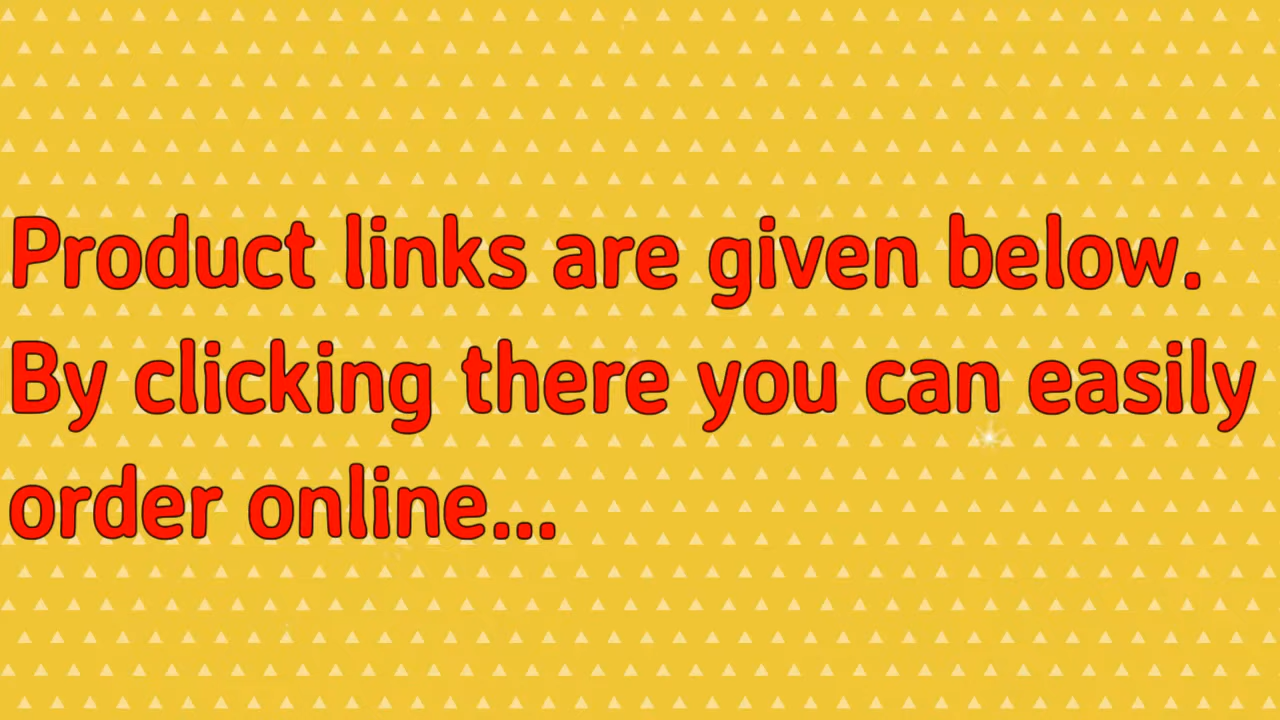 Product links are given below.
By clicking there you can easily
order online...